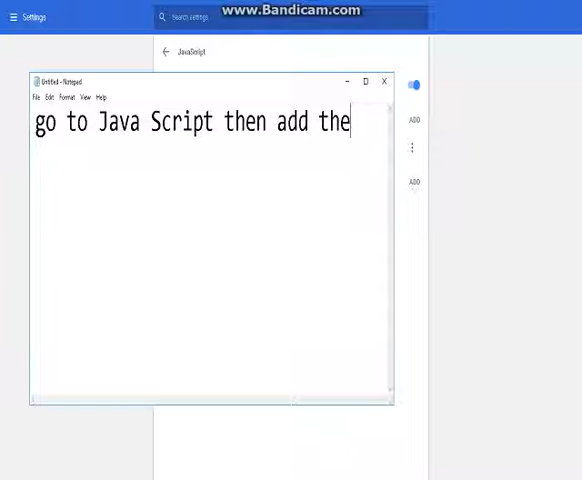 www.Bandicam.com
Settings
Search settings
JavaScript
Untitled - Notepad
File Edit Format View Help
go to Java Script then add the
ADD
ADD